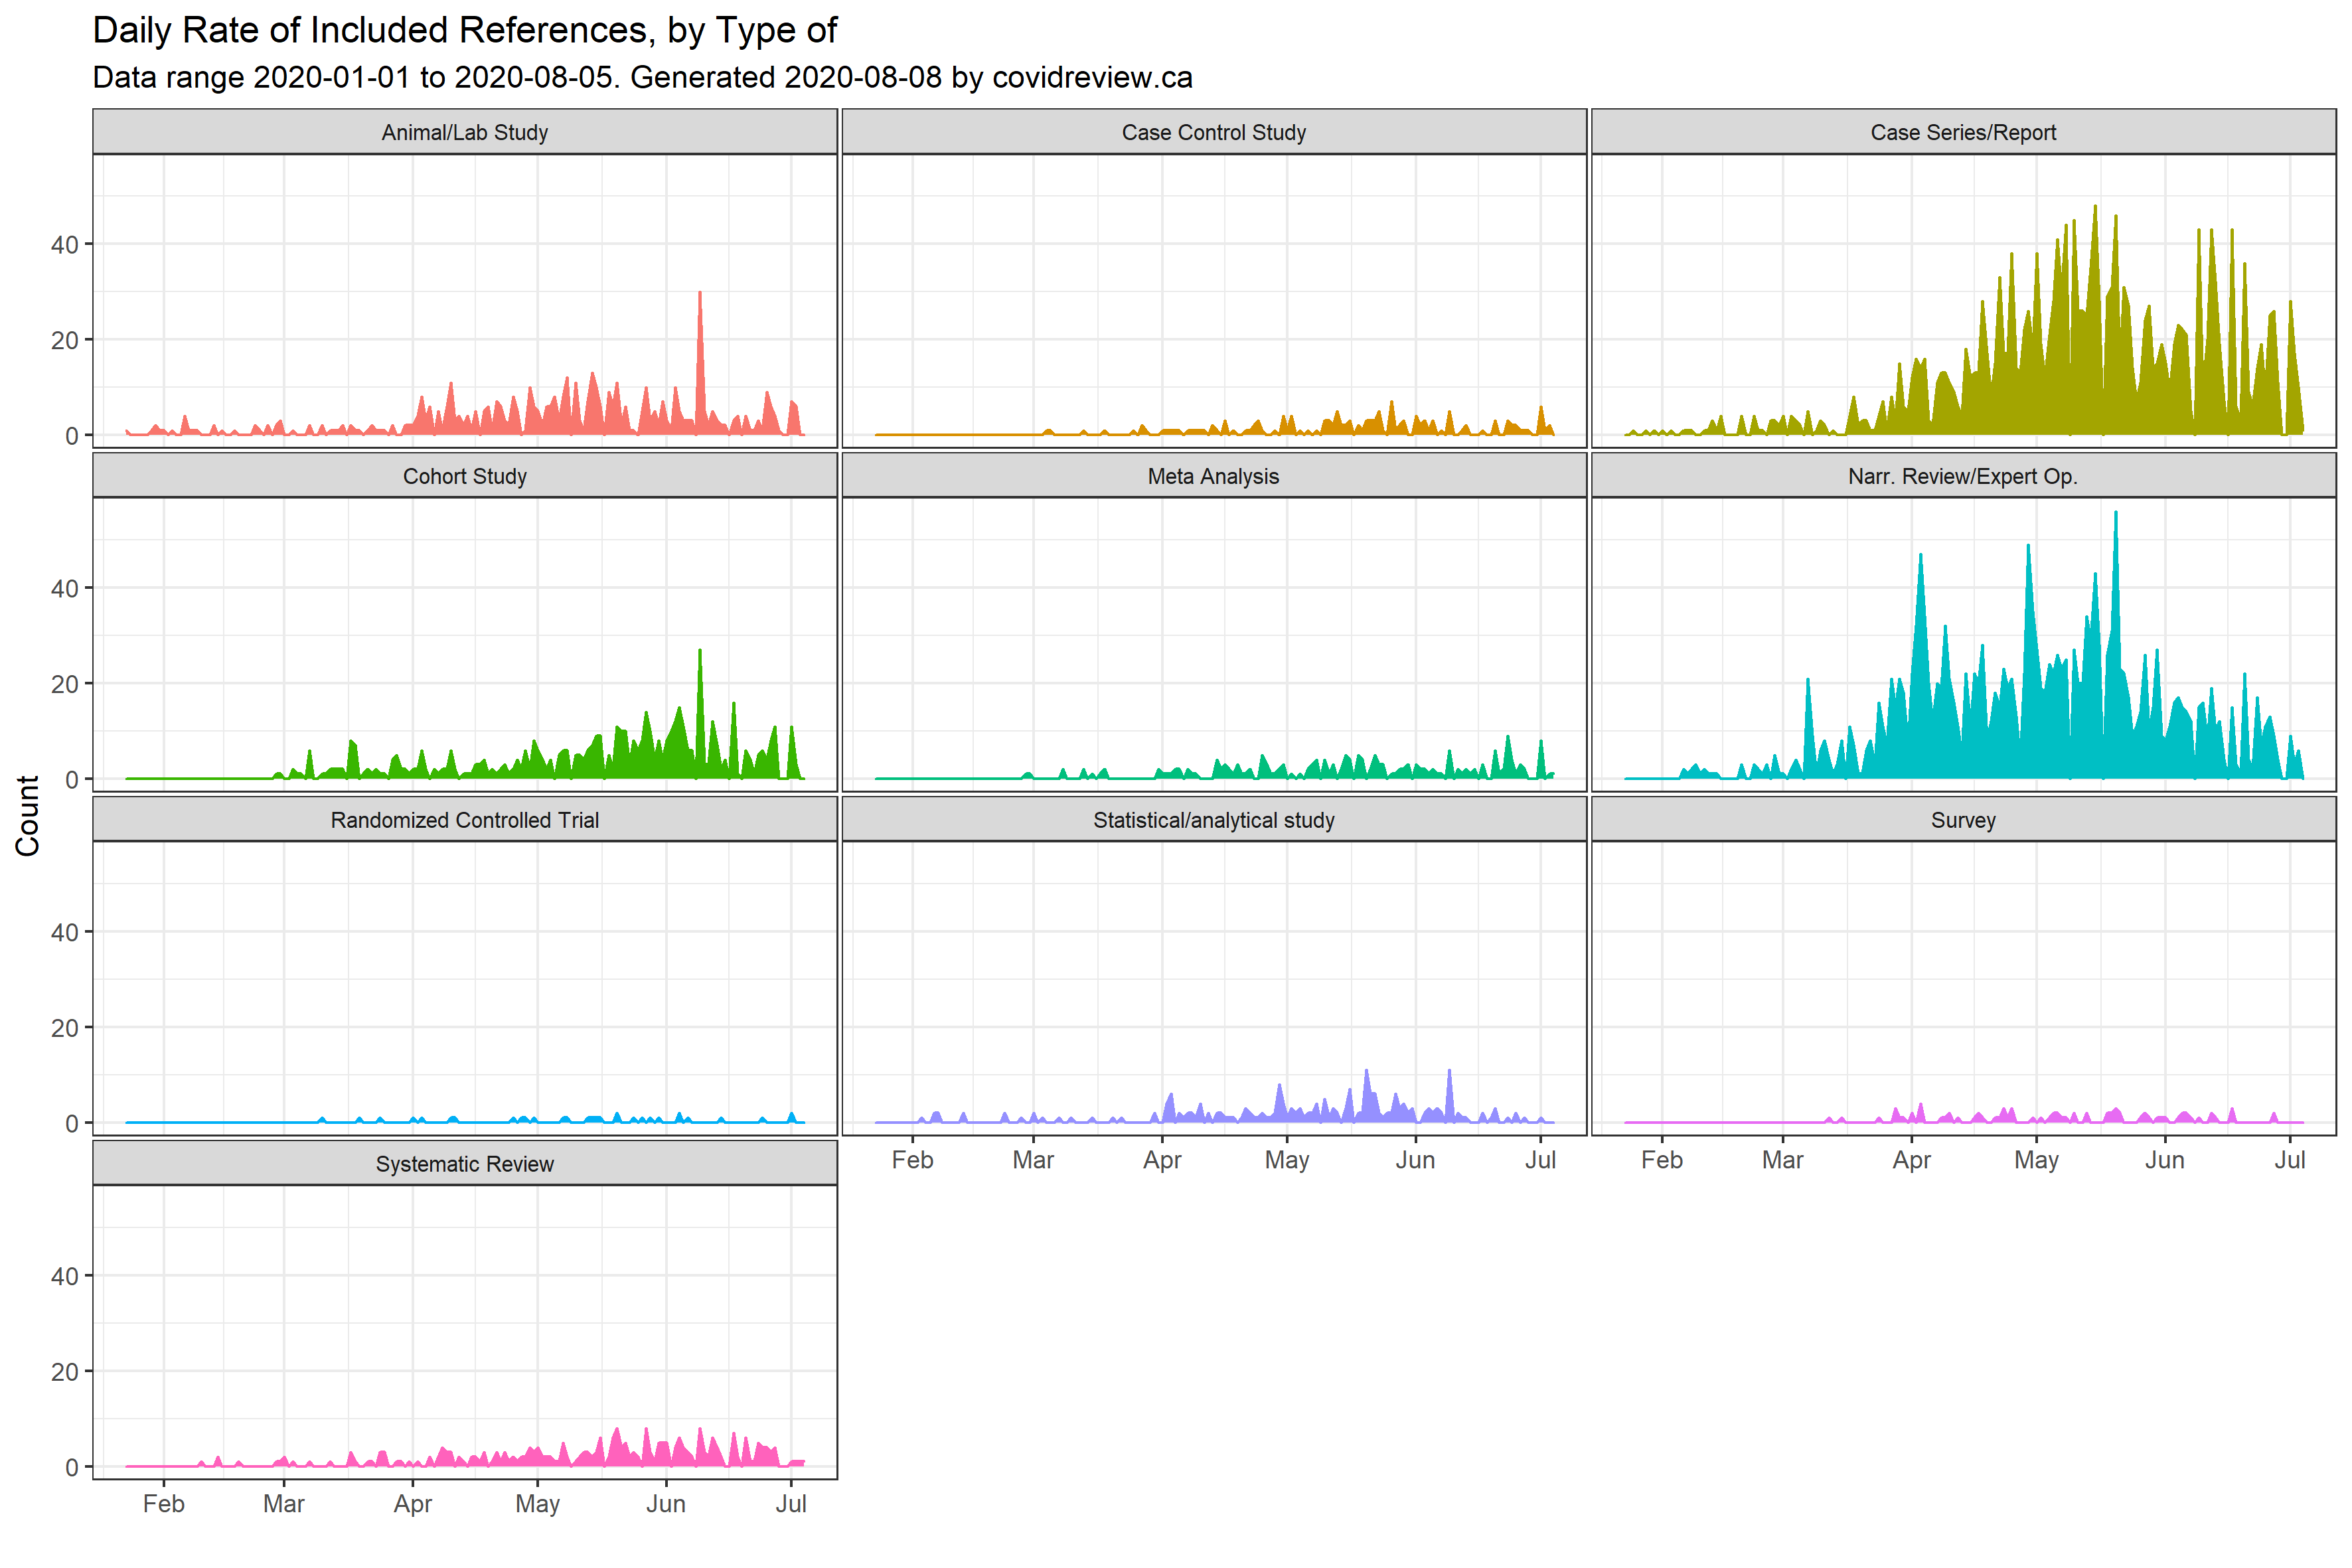 Daily Rate of Included References, by Type of
Data range 2020-01-01 to 2020-08-05. Generated 2020-08-08 by covidreview.ca
Animal/Lab Study
Case Control Study
Case Series/Report
40
20
0
Cohort Study
Meta Analysis
Narr. Review/Expert Op.
40
20
0
Count
Randomized Controlled Trial
Statistical/analytical study
Survey
40
20
0
Feb Mar Apr May Jun Jul
Feb Mar Apr May Jun Jul
Systematic Review
40
20
0
Feb Mar Apr May Jun Jul